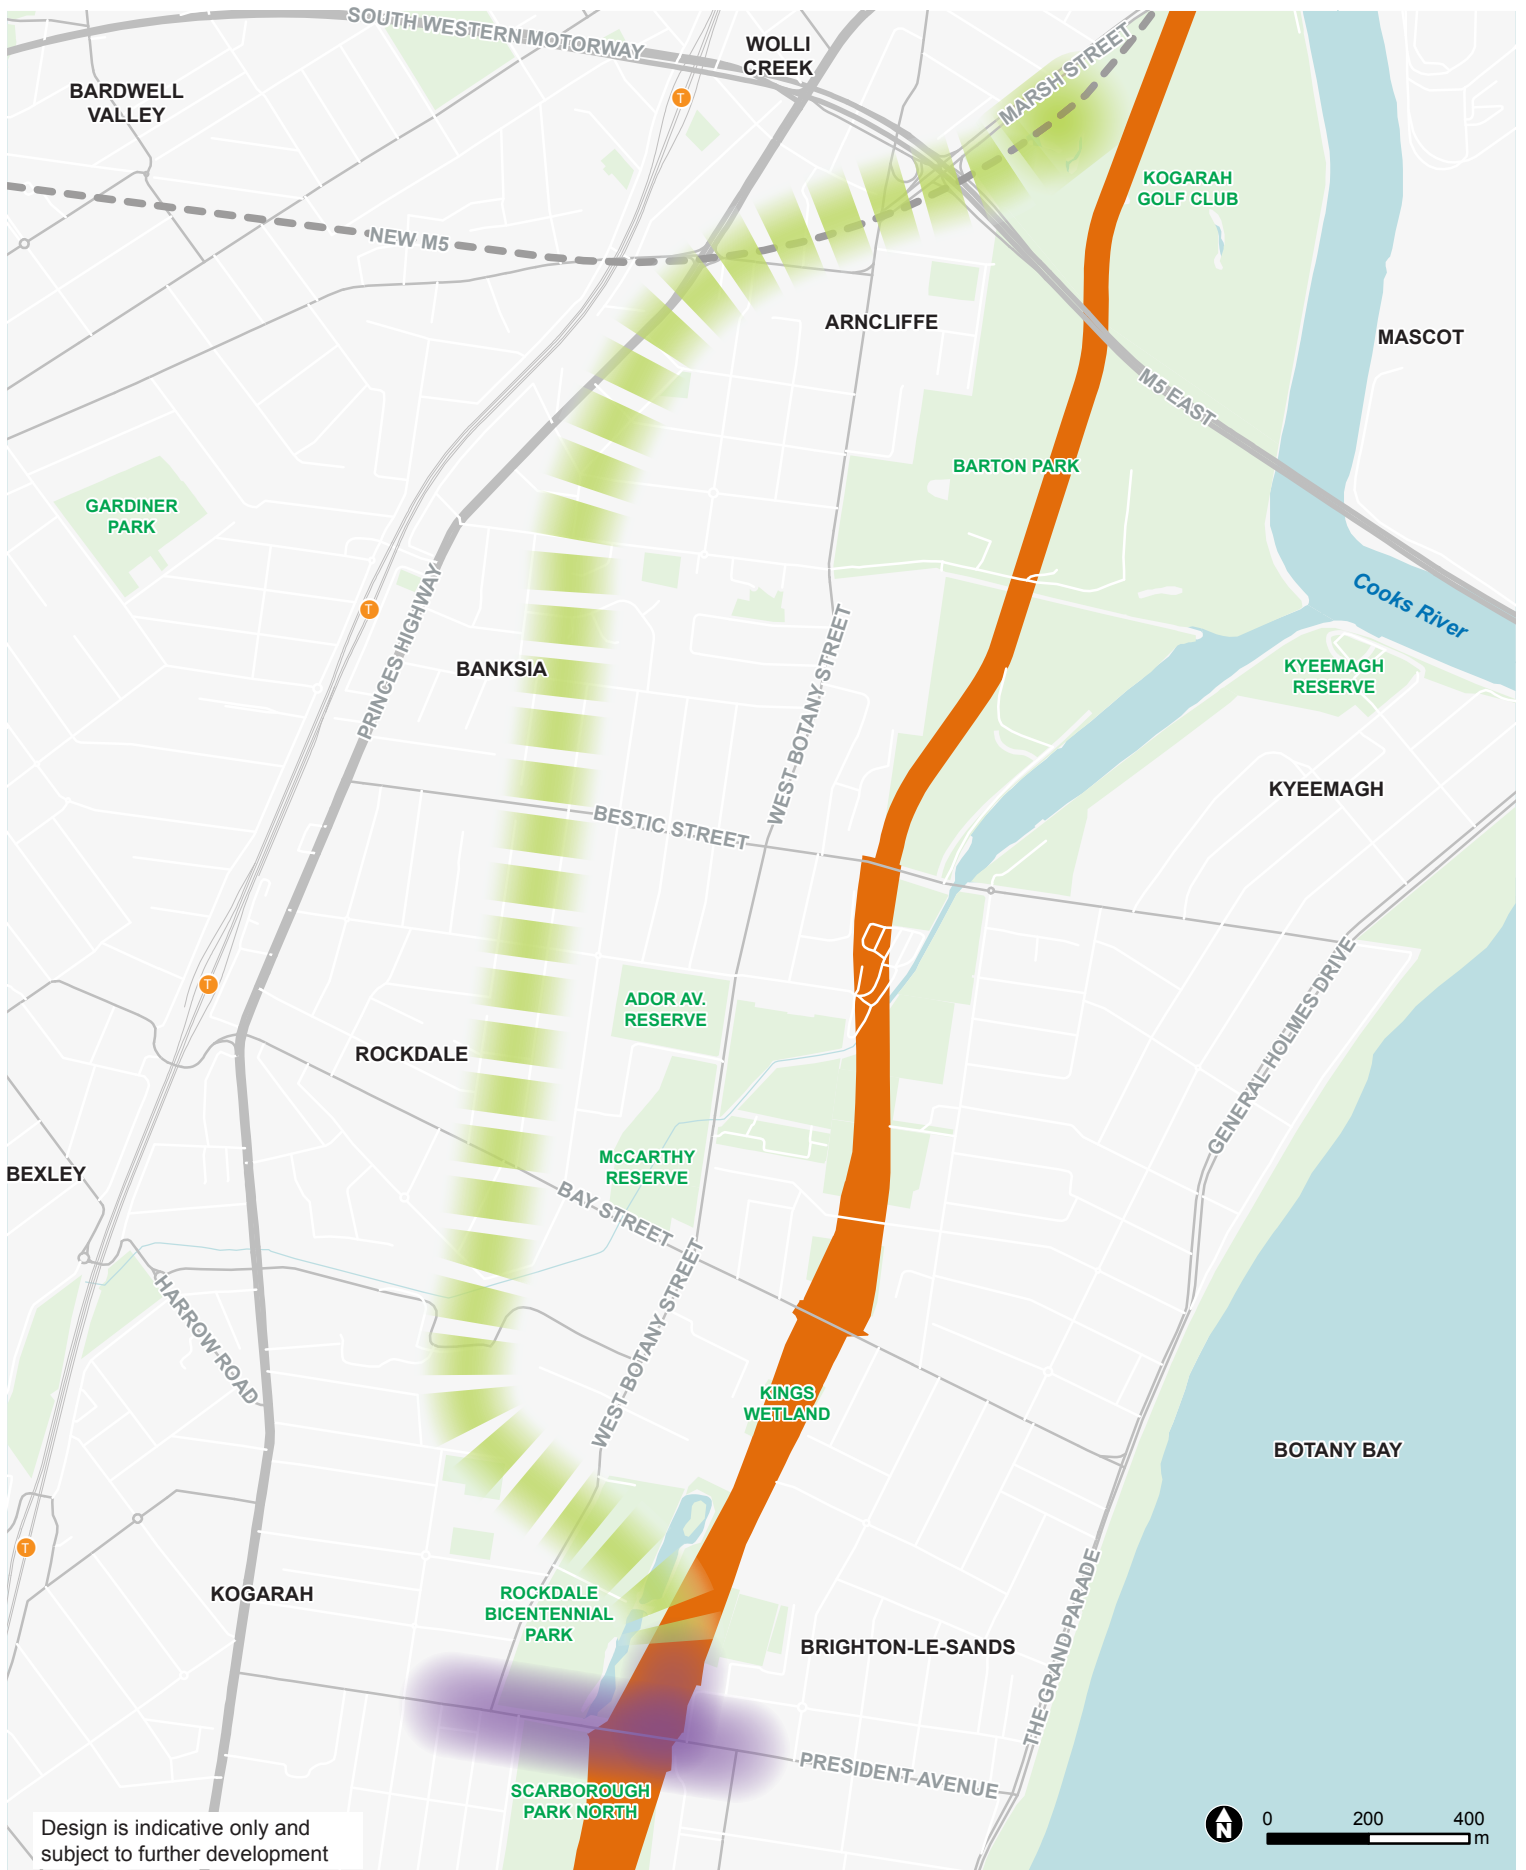 SOUTH WESTERN MOTORWAY
WOLLI
CREEK
MARSH STREET
BARDWELL
VALLEY
T
KOGARAH
GOLF CLUB
NEW M5
ARNCLIFFE
MASCOT
M5 EAST
BARTON PARK
GARDINER
PARK
Cooks River
T
PRINCES HIGHWAY
BANKSIA
WEST BOTANY STREET
KYEEMAGH
RESERVE
KYEEMAGH
BESTIC STREET
T
ADOR AV.
RESERVE
GENERAL HOLMES DRIVE
ROCKDALE
BEXLEY
McCARTHY
RESERVE
BAY STREET
HARROW ROAD
WEST BOTANY STREET
KINGS
WETLAND
BOTANY BAY
T
KOGARAH
ROCKDALE
BICENTENNIAL
PARK
BRIGHTON-LE-SANDS
THE GRAND PARADE
PRESIDENT AVENUE
SCARBOROUGH
PARK NORTH
Design is indicative only and
subject to further development
N
0 200 400
m